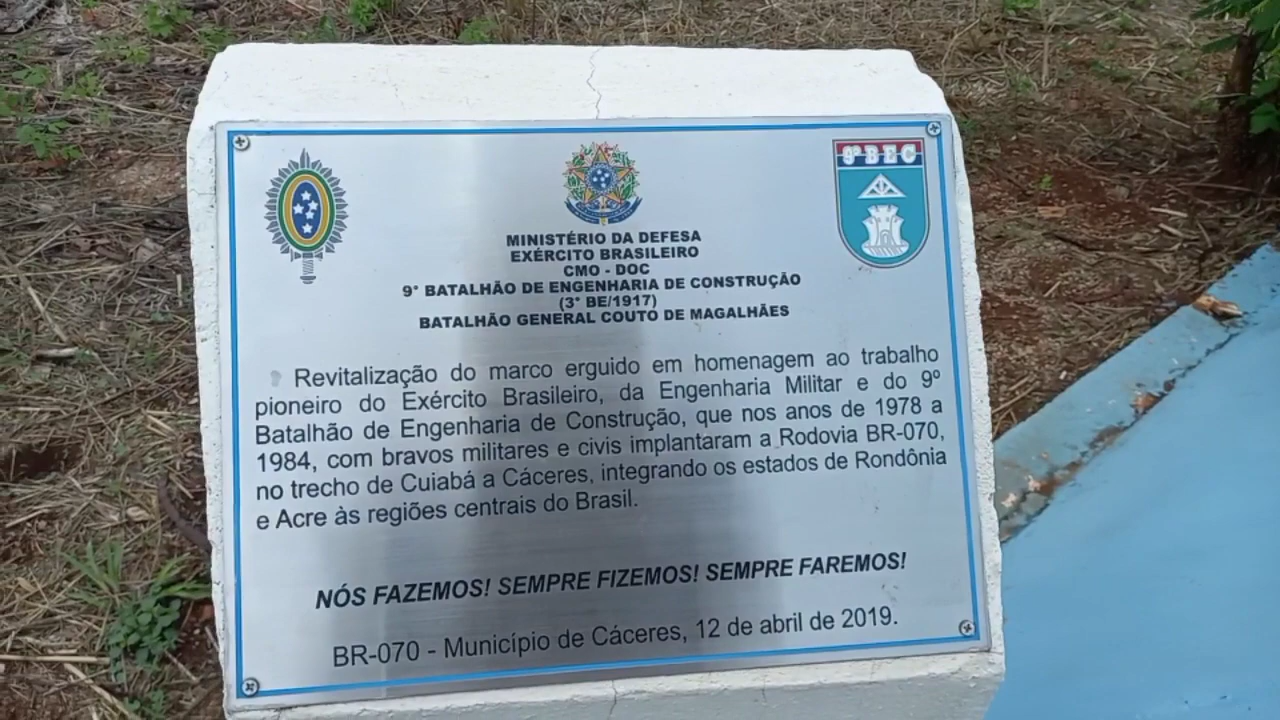 9º BEC
MINISTÉRIO DA DEFESA
EXÉRCITO BRASILEIRO
CMO - DOC
9° BATALHÃO DE ENGENHARIA DE CONSTRUÇÃO
(3° BE/1917)
BATALHÃO GENERAL COUTO DE MAGALHÃES
Revitalização do marco erguido em homenagem ao trabalho
pioneiro do Exército Brasileiro, da Engenharia Militar e do 9º
Batalhão de Engenharia de Construção, que nos anos de 1978 a
1984, com bravos militares e civis implantaram a Rodovia BR-070,
no trecho de Cuiabá a Cáceres, integrando os estados de Rondônia
e Acre às regiões centrais do Brasil.
NÓS FAZEMOS! SEMPRE FIZEMOS! SEMPRE FAREMOS!
BR-070 - Município de Cáceres, 12 de abril de 2019.